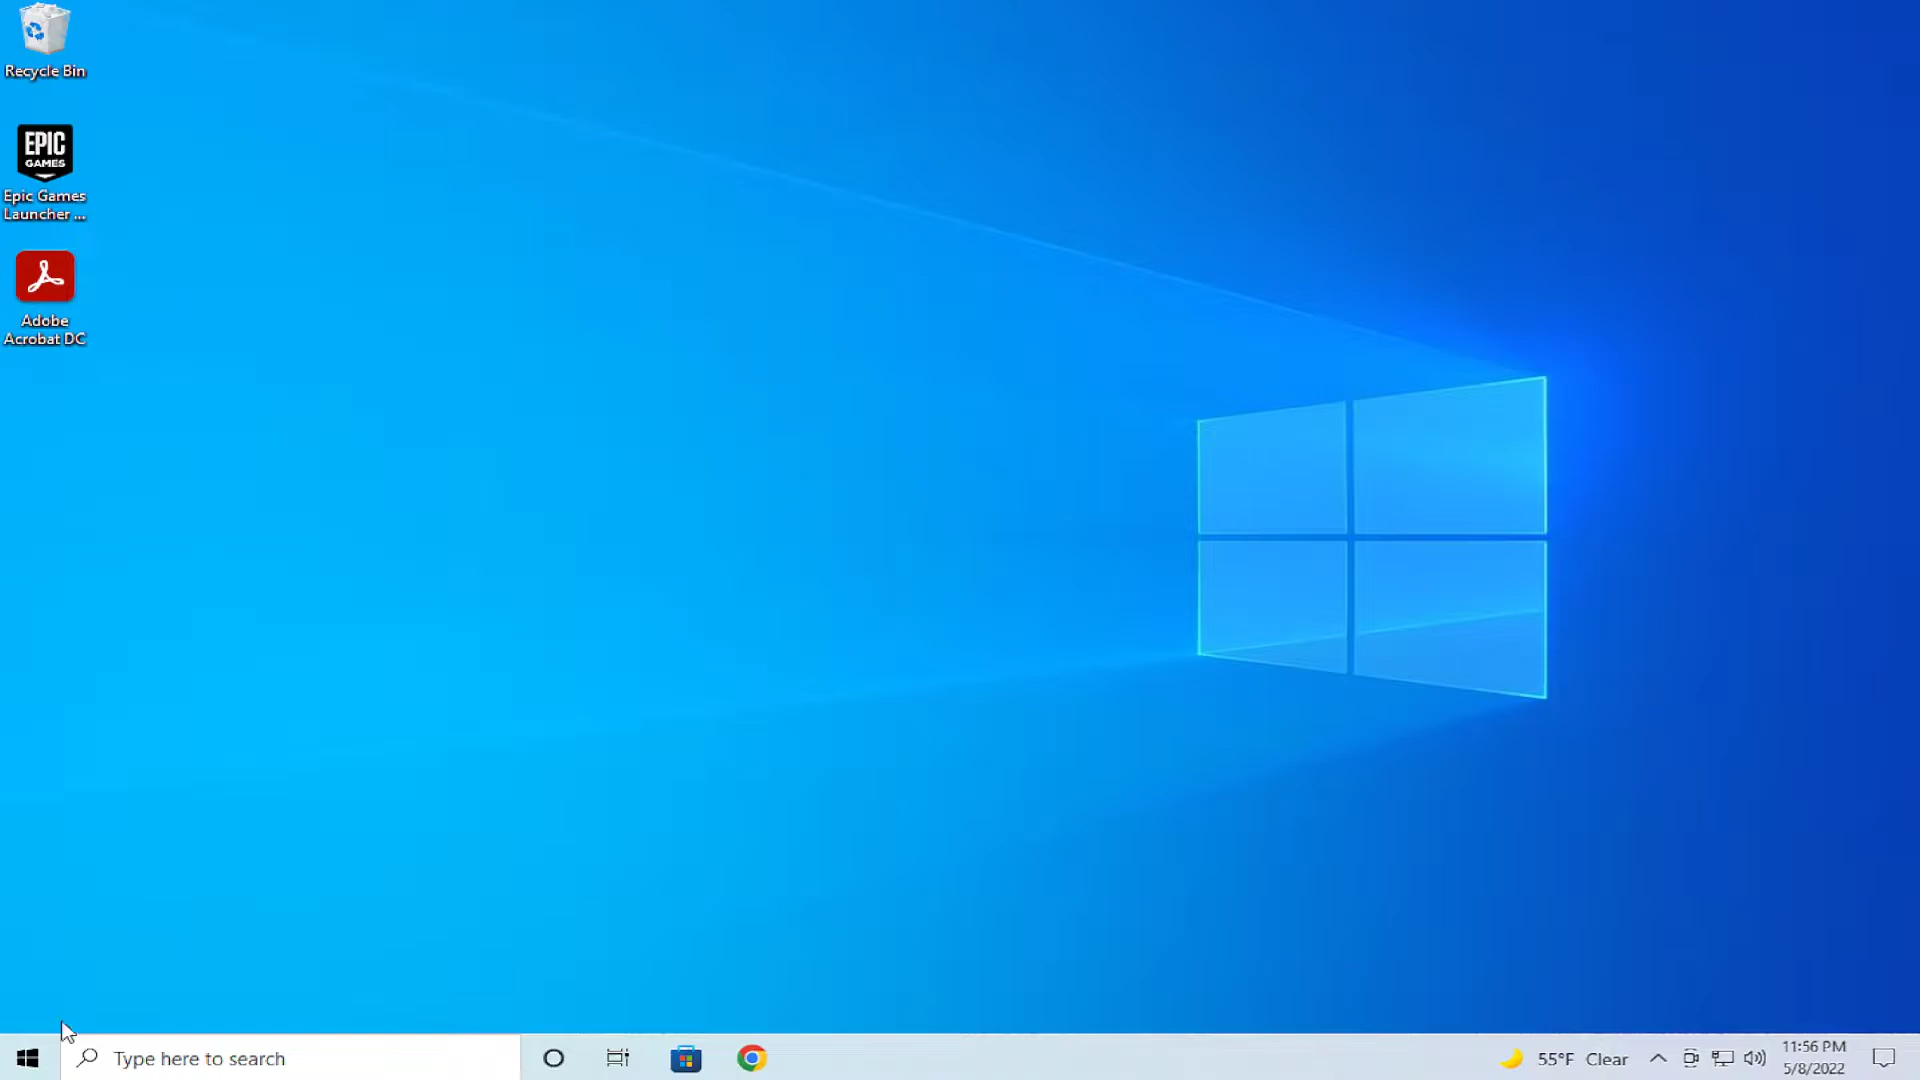 Recycle Bin
EPIC
GAMES
Epic Games
Launcher ...
Adobe
Acrobat DC
Type here to search
55°F Clear
11:56 PM
5/8/2022